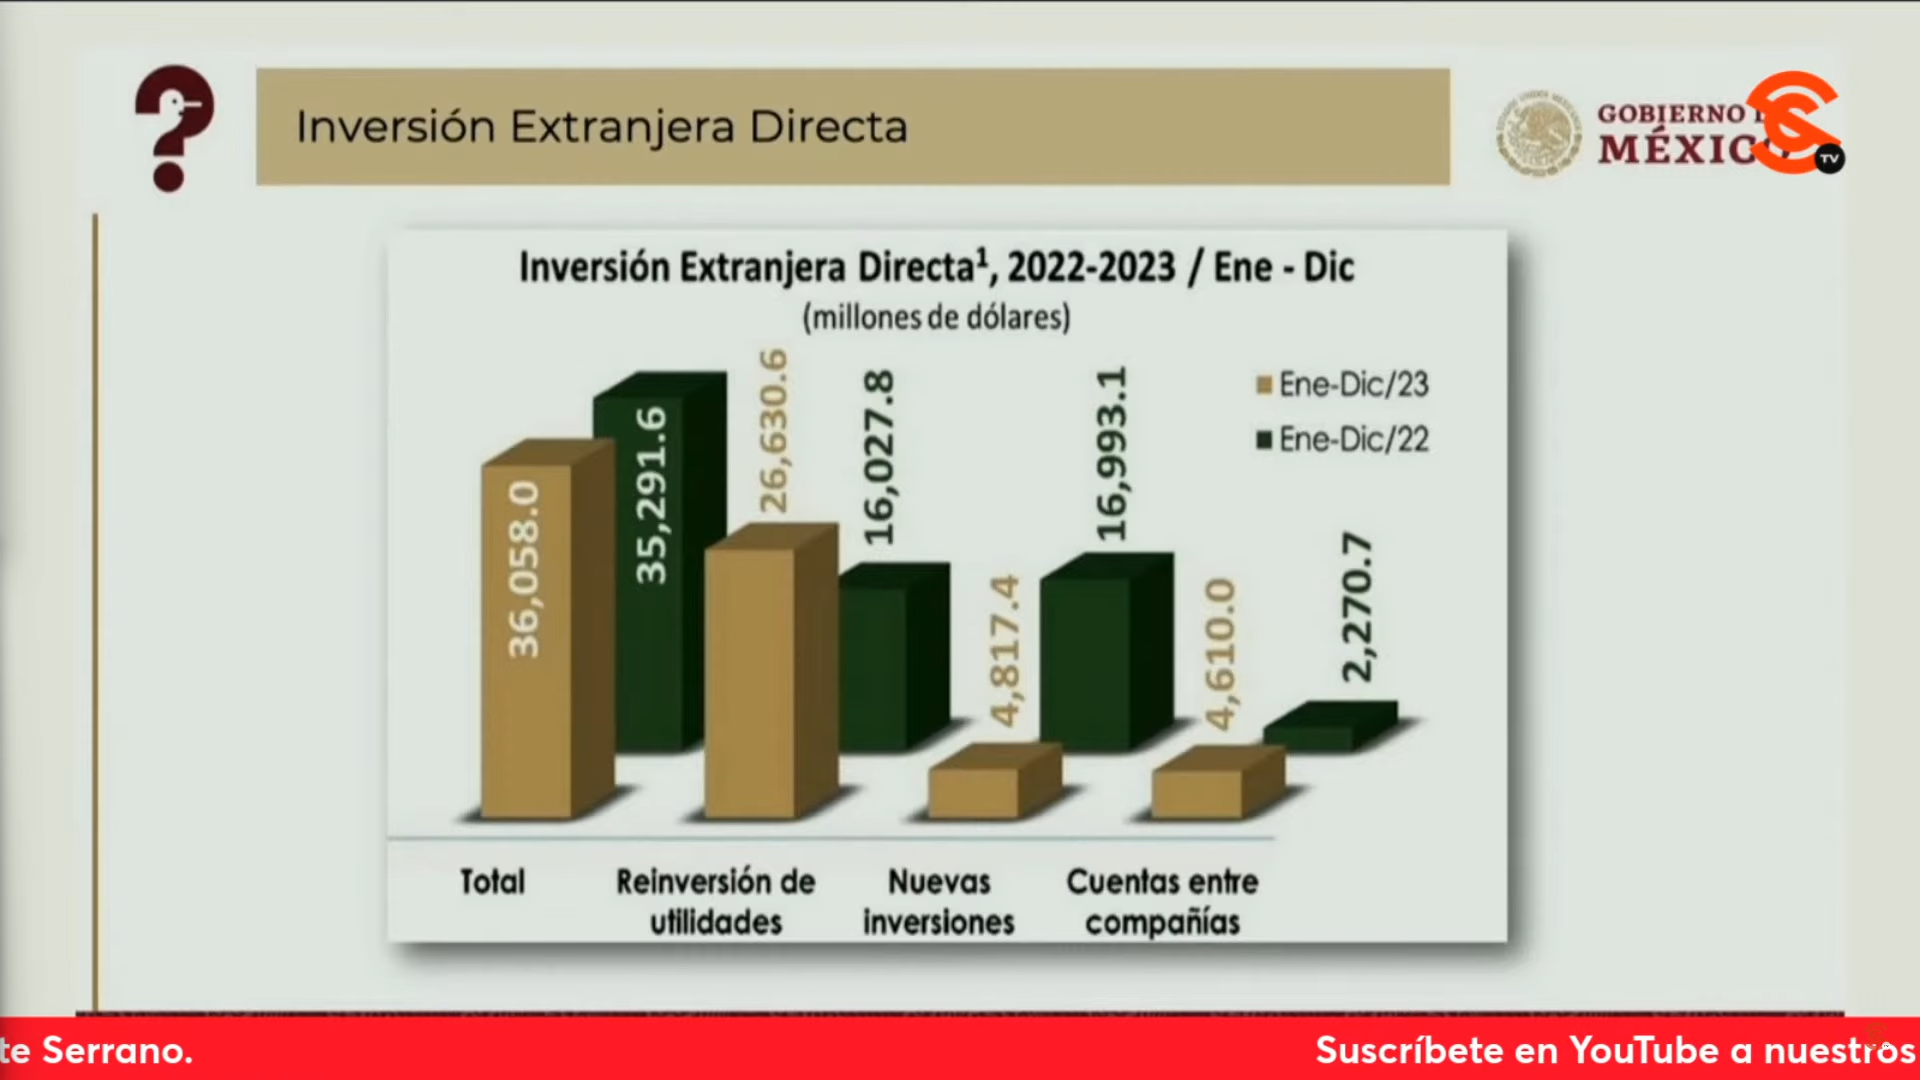 Inversión Extranjera Directa
GOBIERNO
MÉXICO
TV
Inversión Extranjera Directa¹, 2022-2023 / Ene - Dic
(millones de dólares)
Ene-Dic/23
Ene-Dic/22
36,058.0
35,291.6
26,630.6
16,027.8
4,817.4
16,993.1
4,610.0
2,270.7
Total
Reinversión de
utilidades
Nuevas
inversiones
Cuentas entre
compañías
te Serrano.
Suscríbete en YouTube a nuestros